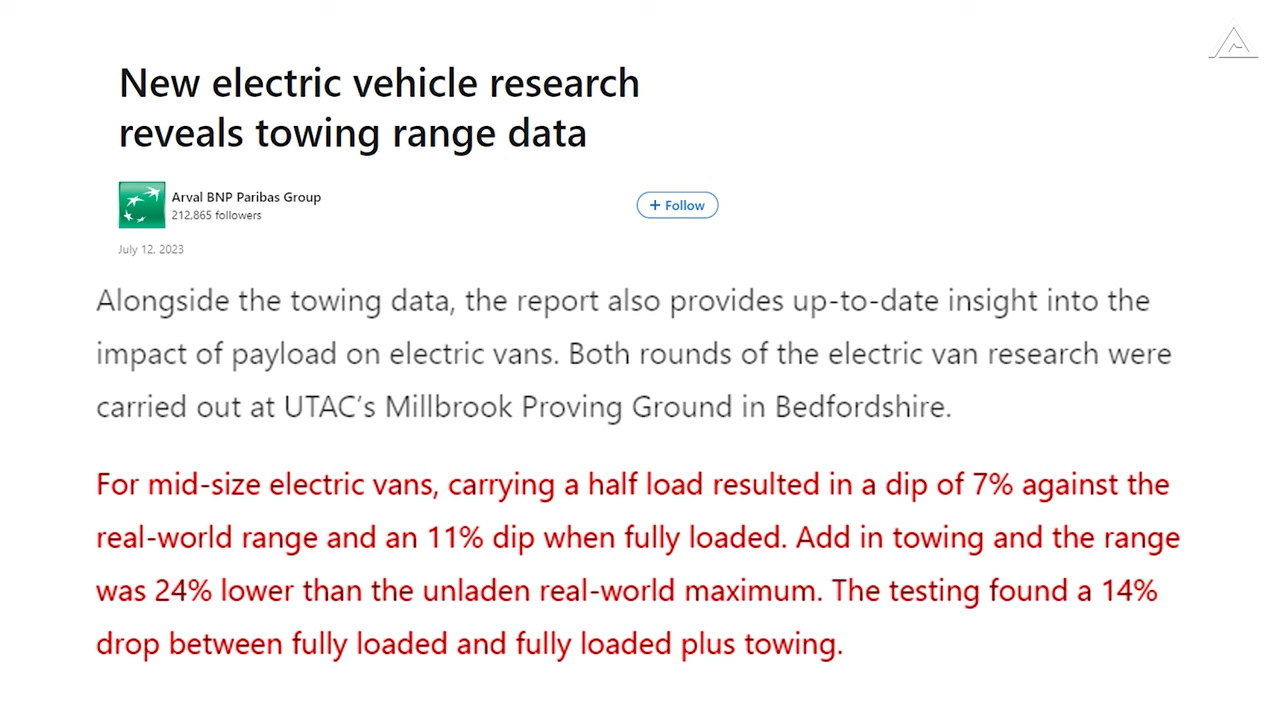 New electric vehicle research
reveals towing range data
Arval BNP Paribas Group
212,865 followers
+ Follow
July 12, 2023
Alongside the towing data, the report also provides up-to-date insight into the
impact of payload on electric vans. Both rounds of the electric van research were
carried out at UTAC’s Millbrook Proving Ground in Bedfordshire.
For mid-size electric vans, carrying a half load resulted in a dip of 7% against the
real-world range and an 11% dip when fully loaded. Add in towing and the range
was 24% lower than the unladen real-world maximum. The testing found a 14%
drop between fully loaded and fully loaded plus towing.